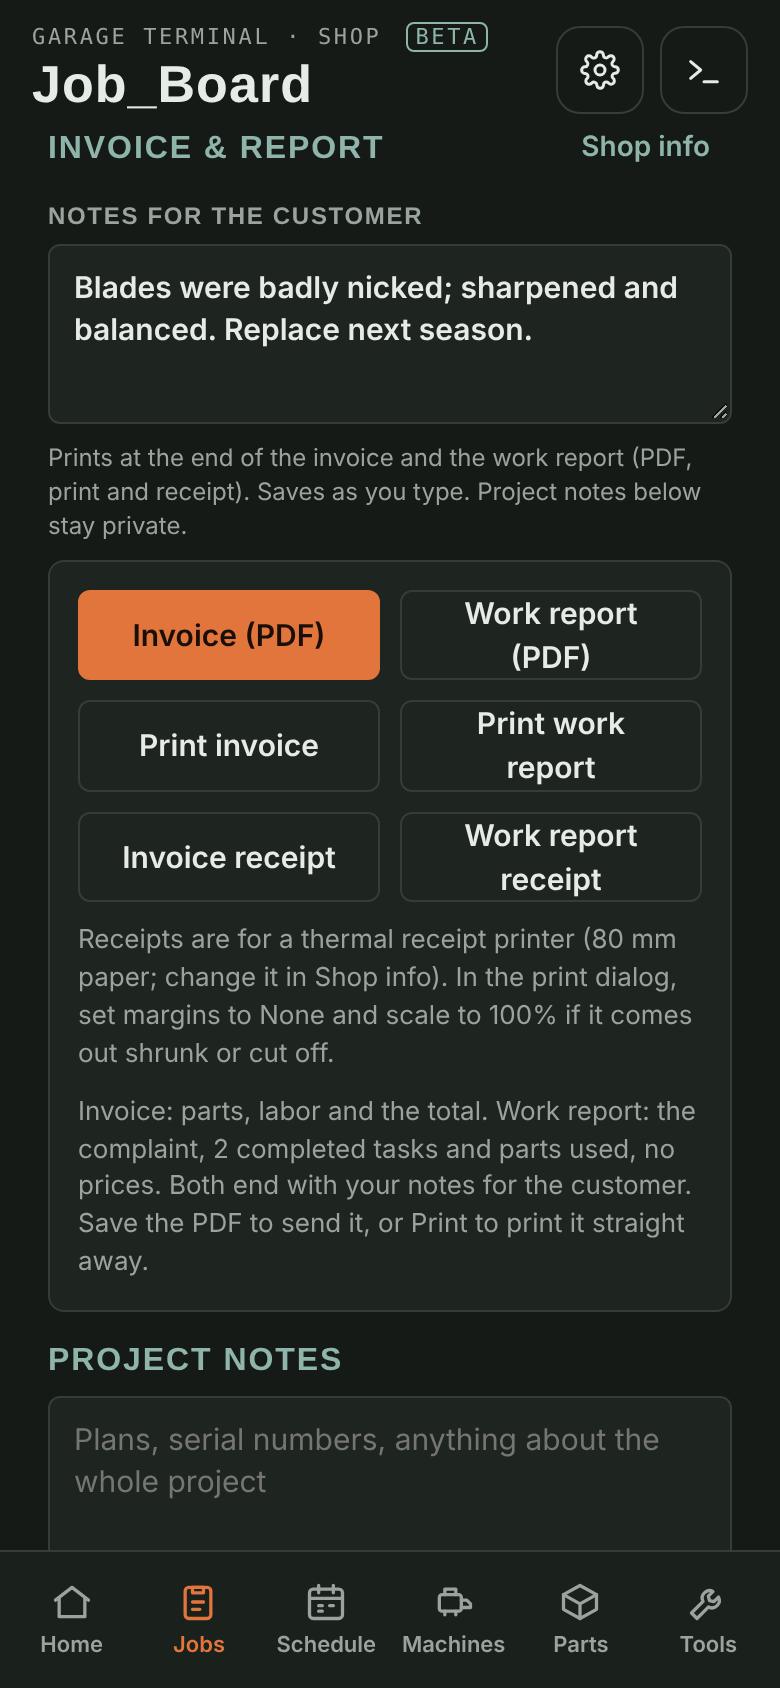 GARAGE TERMINAL · SHOP BETA
Job_Board
INVOICE & REPORT
Shop info
NOTES FOR THE CUSTOMER
Blades were badly nicked; sharpened and
balanced. Replace next season.
Prints at the end of the invoice and the work report (PDF,
print and receipt). Saves as you type. Project notes below
stay private.
Invoice (PDF)
Work report
(PDF)
Print invoice
Print work
report
Invoice receipt
Work report
receipt
Receipts are for a thermal receipt printer (80 mm
paper; change it in Shop info). In the print dialog,
set margins to None and scale to 100% if it comes
out shrunk or cut off.
Invoice: parts, labor and the total. Work report: the
complaint, 2 completed tasks and parts used, no
prices. Both end with your notes for the customer.
Save the PDF to send it, or Print to print it straight
away.
PROJECT NOTES
Plans, serial numbers, anything about the
whole project
Home
Jobs
Schedule
Machines
Parts
Tools